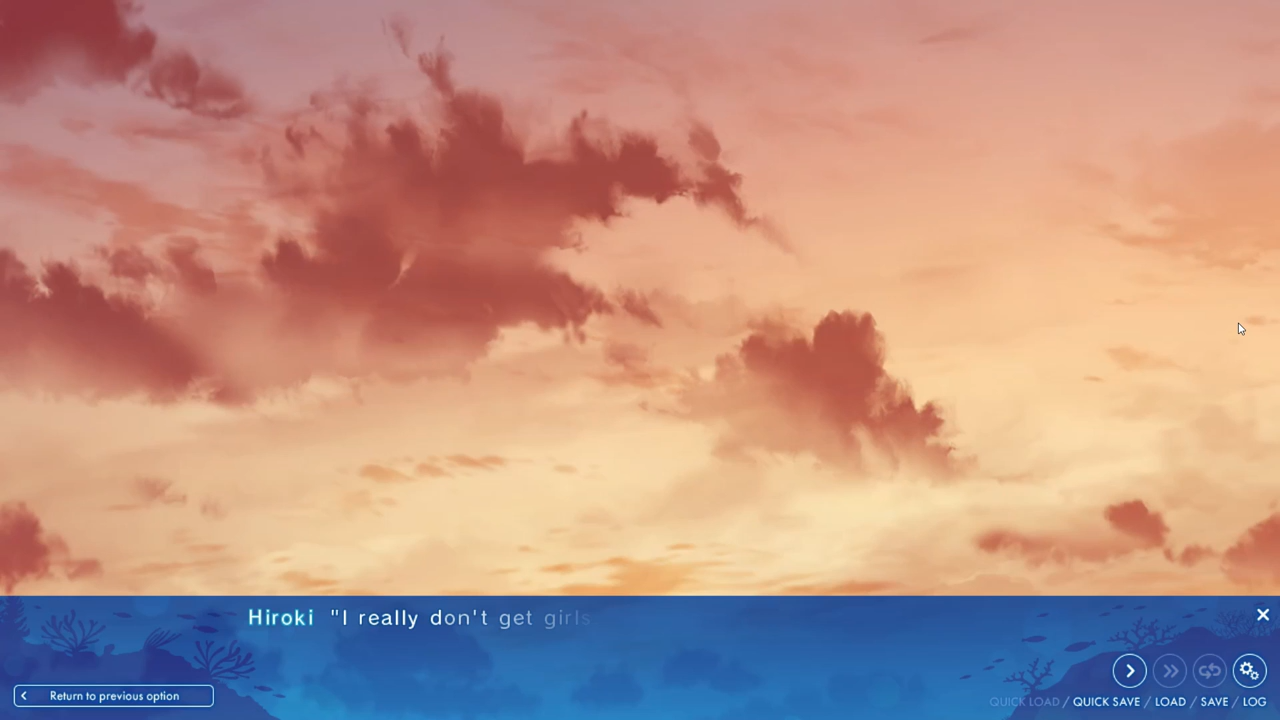 Hiroki "I really don't get girls
Return to previous option
QUICK LOAD / QUICK SAVE / LOAD / SAVE / LOG